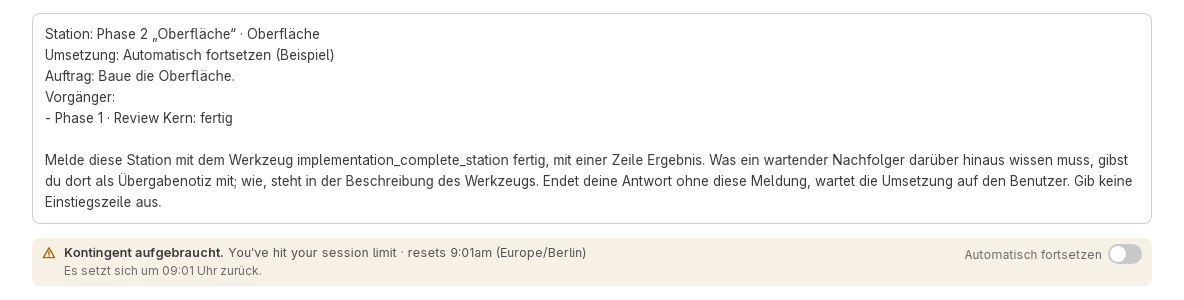 Station: Phase 2 „Oberfläche“ · Oberfläche
Umsetzung: Automatisch fortsetzen (Beispiel)
Auftrag: Baue die Oberfläche.
Vorgänger:
- Phase 1 · Review Kern: fertig
Melde diese Station mit dem Werkzeug implementation_complete_station fertig, mit einer Zeile Ergebnis. Was ein wartender Nachfolger darüber hinaus wissen muss, gibst
du dort als Übergabenotiz mit; wie, steht in der Beschreibung des Werkzeugs. Endet deine Antwort ohne diese Meldung, wartet die Umsetzung auf den Benutzer. Gib keine
Einstiegszeile aus.
Kontingent aufgebraucht. You've hit your session limit · resets 9:01am (Europe/Berlin)
Automatisch fortsetzen
Es setzt sich um 09:01 Uhr zurück.